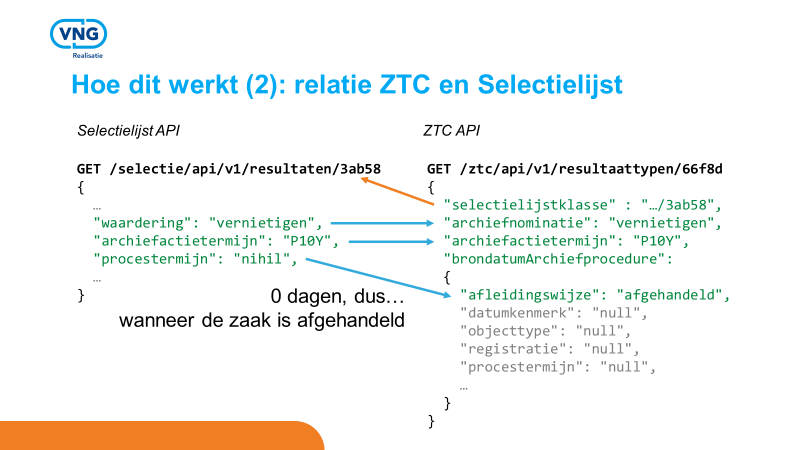 VNG
Realisatie
Hoe dit werkt (2): relatie ZTC en Selectielijst
Selectielijst API
GET /selectie/api/v1/resultaten/3ab58
{
…
"waardering": "vernietigen",
"archiefactietermijn": "P10Y",
"procestermijn": "nihil",
…
}
0 dagen, dus…
wanneer de zaak is afgehandeld
ZTC API
GET /ztc/api/v1/resultaattypen/66f8d
{
"selectielijstklasse" : "…/3ab58",
"archiefnominatie": "vernietigen",
"archiefactietermijn": "P10Y",
"brondatumArchiefprocedure":
{
"afleidingswijze": "afgehandeld",
"datumkenmerk": "null",
"objecttype": "null",
"registratie": "null",
"procestermijn": "null",
…
}
}